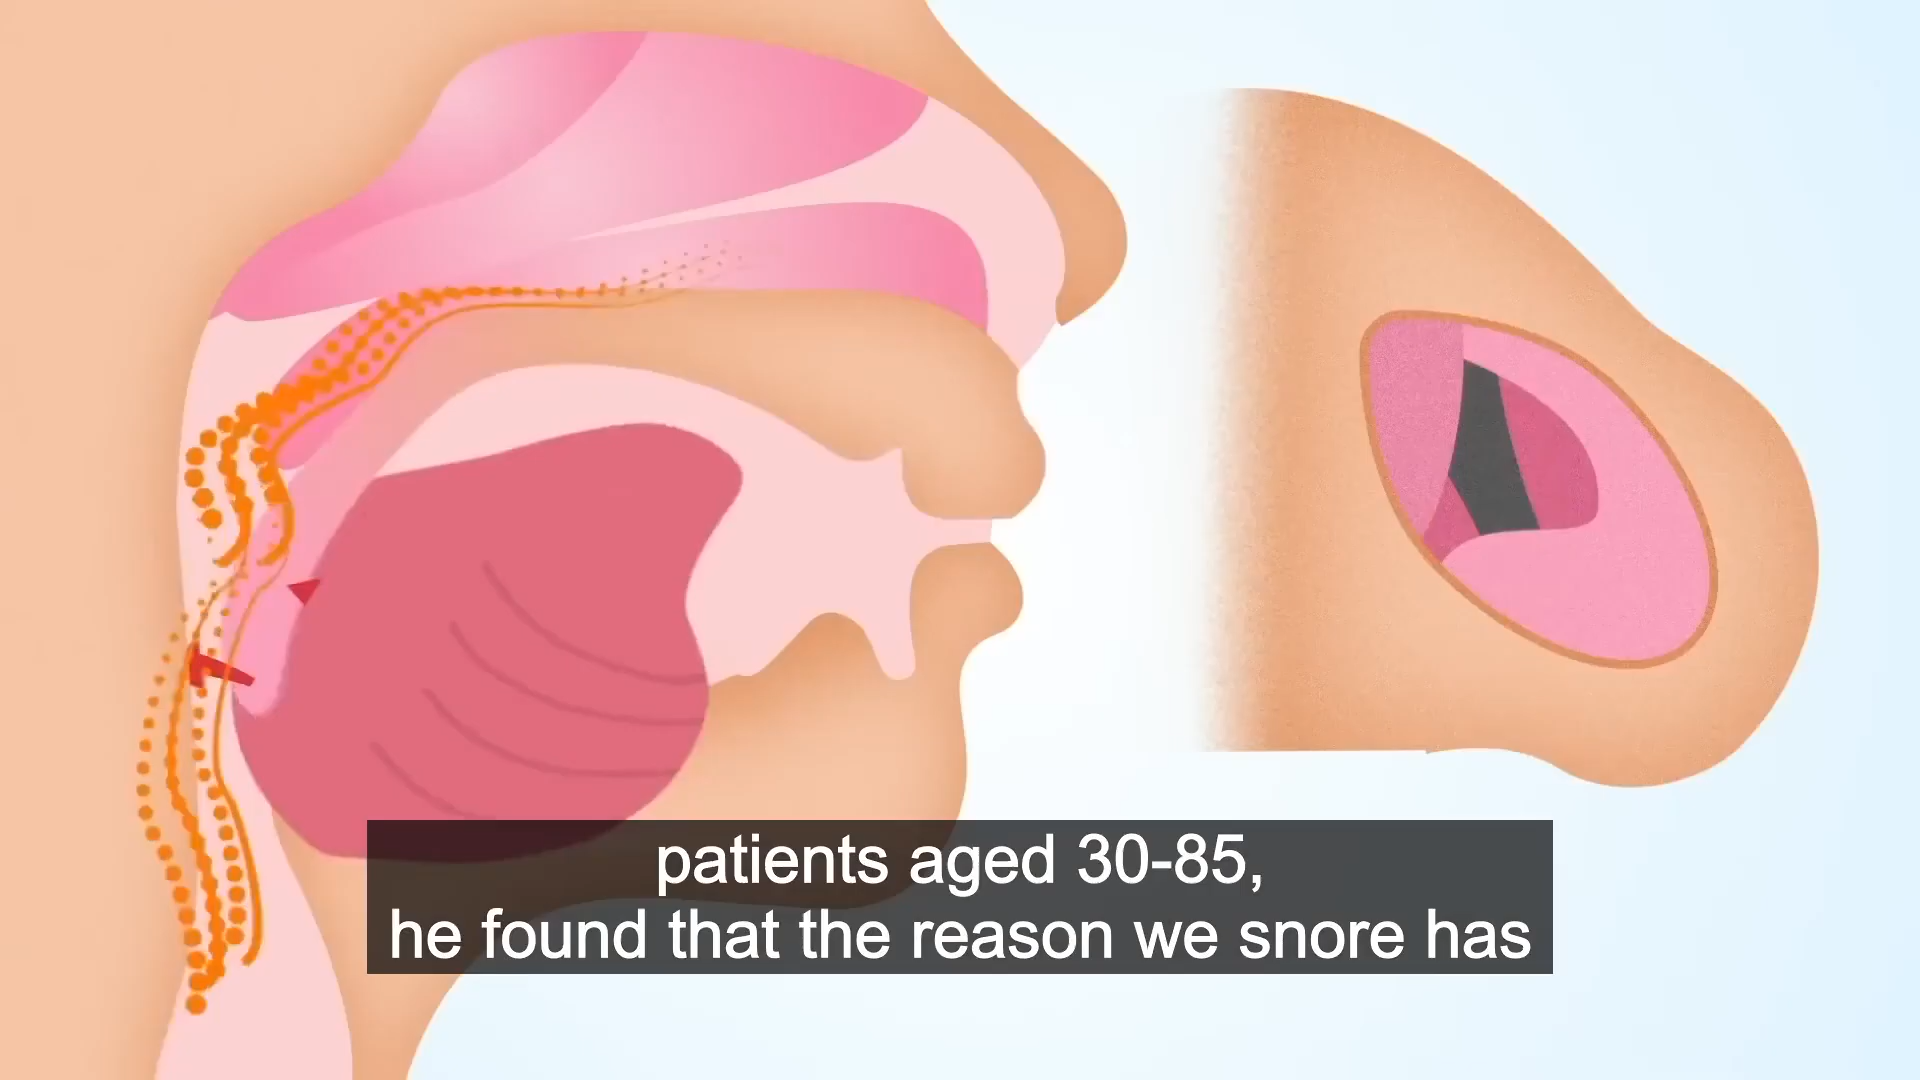 patients aged 30-85,
he found that the reason we snore has